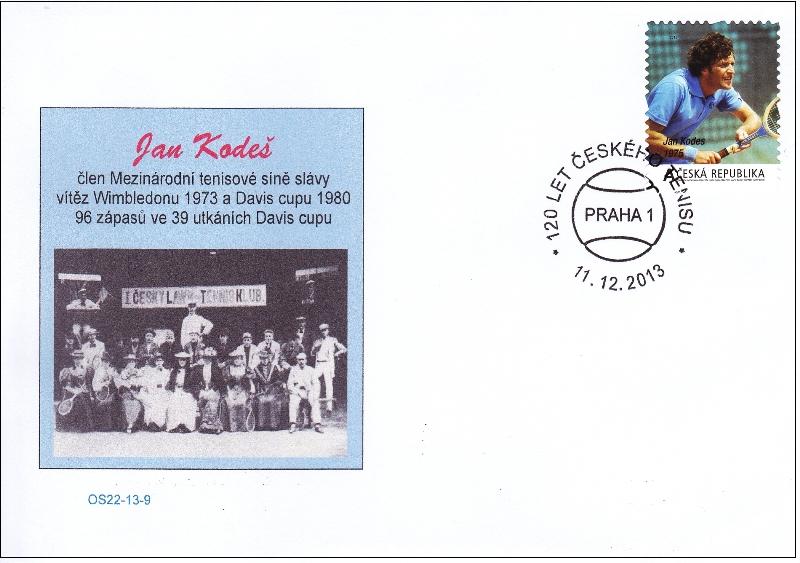 Jan Kodeš
člen Mezinárodní tenisové síně slávy
vítěz Wimbledonu 1973 a Davis cupu 1980
96 zápasů ve 39 utkáních Davis cupu
I. ČESKÝ LAWN-TENNIS KLUB.
OS22-13-9
Jan Kodeš
1975
ČESKÁ REPUBLIKA
120 LET ČESKÉHO TENISU
PRAHA 1
11.12.2013